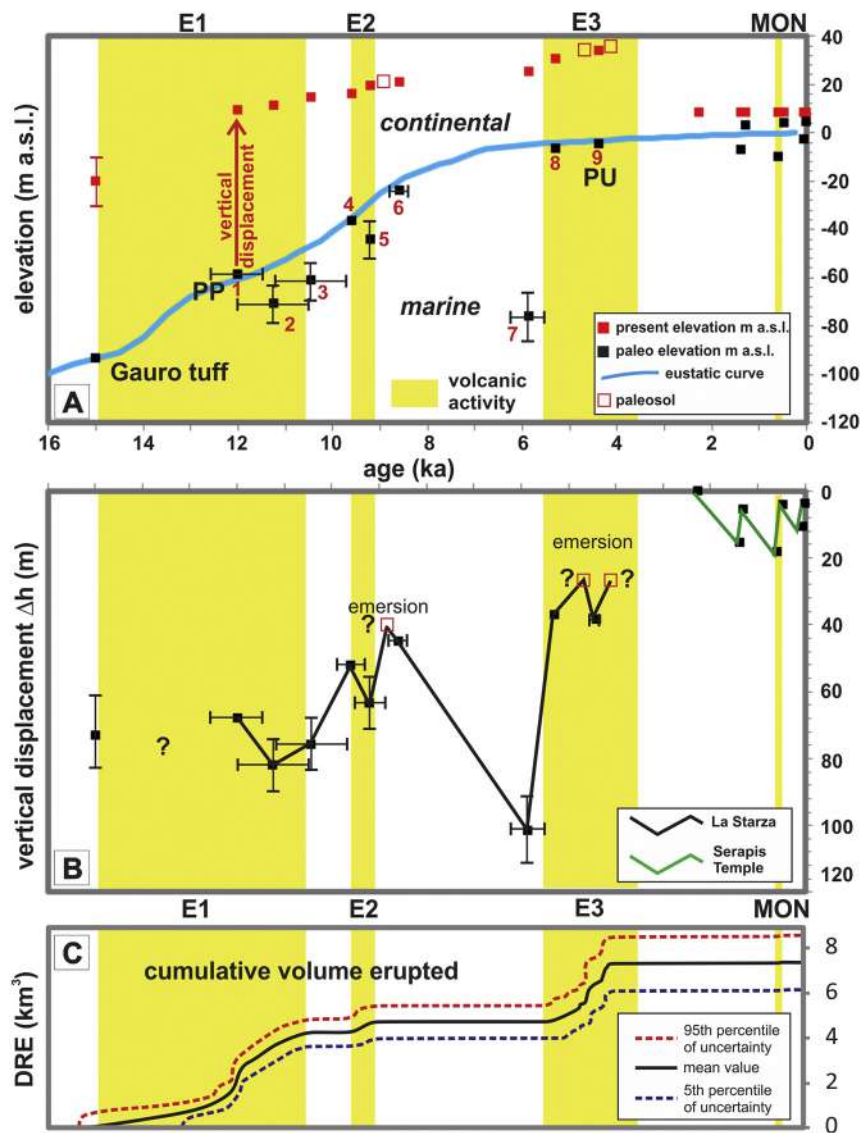 E1 E2 E3 MON
40
20
0
-20
-40
-60
-80
-100
-120
elevation (m a.s.l.)
continental
vertical
displacement
marine
4
6
5
8
9
PU
PP
1
2
3
7
Gauro tuff
volcanic
activity
present elevation m a.s.l.
paleo elevation m a.s.l.
eustatic curve
paleosol
A
16 14 12 10 8 6 4 2 0
age (ka)
0
20
40
60
80
100
120
vertical displacement Δh (m)
emersion
? ?
emersion
?
?
La Starza
Serapis
Temple
B
E1 E2 E3 MON
C
cumulative volume erupted
DRE (km³)
8
6
4
2
0
95th percentile
of uncertainty
mean value
5th percentile
of uncertainty